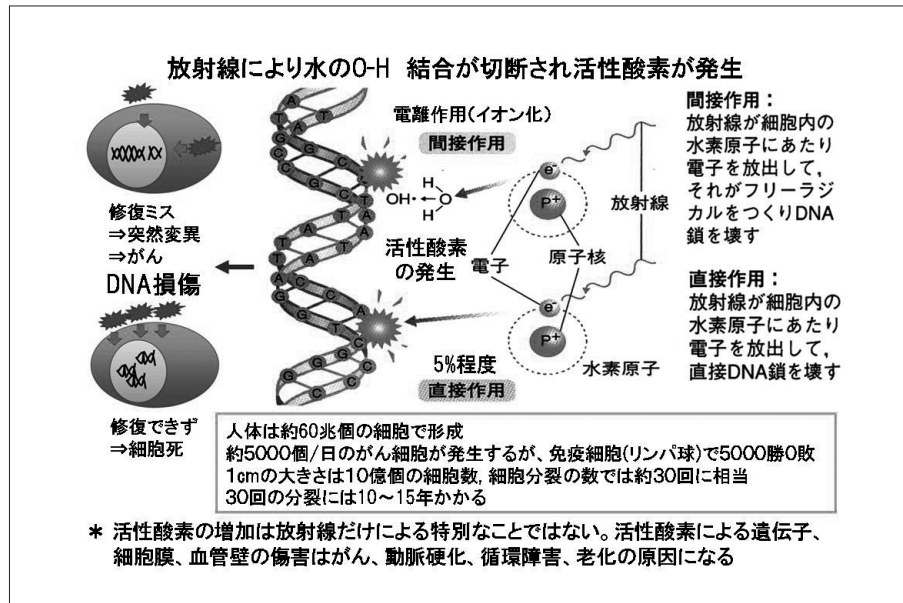 放射線により水のO-H 結合が切断され活性酸素が発生
電離作用(イオン化)
間接作用
OH・
H
O
H
e⁻
P⁺
放射線
活性酸素
の発生
電子
原子核
e⁻
P⁺
水素原子
5%程度
直接作用
間接作用：
放射線が細胞内の
水素原子にあたり
電子を放出して，
それがフリーラジ
カルをつくりDNA
鎖を壊す
直接作用：
放射線が細胞内の
水素原子にあたり
電子を放出して，
直接DNA鎖を壊す
修復ミス
⇒突然変異
⇒がん
DNA損傷
修復できず
⇒細胞死
人体は約60兆個の細胞で形成
約5000個/日のがん細胞が発生するが、免疫細胞(リンパ球)で5000勝0敗
1cmの大きさは10億個の細胞数, 細胞分裂の数では約30回に相当
30回の分裂には10～15年かかる
* 活性酸素の増加は放射線だけによる特別なことではない。活性酸素による遺伝子、
細胞膜、血管壁の傷害はがん、動脈硬化、循環障害、老化の原因になる